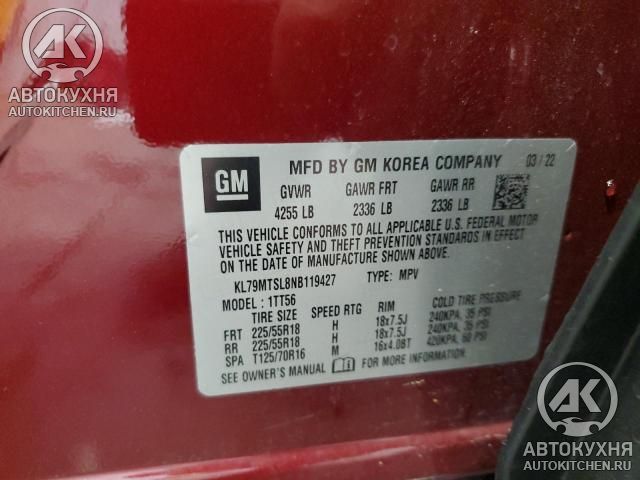 AK
АВТОКУХНЯ
AUTOKITCHEN.RU
GM
MFD BY GM KOREA COMPANY 03 / 22
GVWR GAWR FRT GAWR RR
4255 LB 2336 LB 2336 LB
THIS VEHICLE CONFORMS TO ALL APPLICABLE U.S. FEDERAL MOTOR
VEHICLE SAFETY AND THEFT PREVENTION STANDARDS IN EFFECT
ON THE DATE OF MANUFACTURE SHOWN ABOVE.
KL79MTSL8NB119427 TYPE: MPV
MODEL : 1TT56
TIRE SIZE SPEED RTG RIM COLD TIRE PRESSURE
FRT 225/55R18 H 18x7.5J 240KPA, 35 PSI
RR 225/55R18 H 18x7.5J 240KPA, 35 PSI
SPA T125/70R16 M 16x4.0BT 420KPA, 60 PSI
SEE OWNER'S MANUAL i FOR MORE INFORMATION.
AK
АВТОКУХНЯ
AUTOKITCHEN.RU